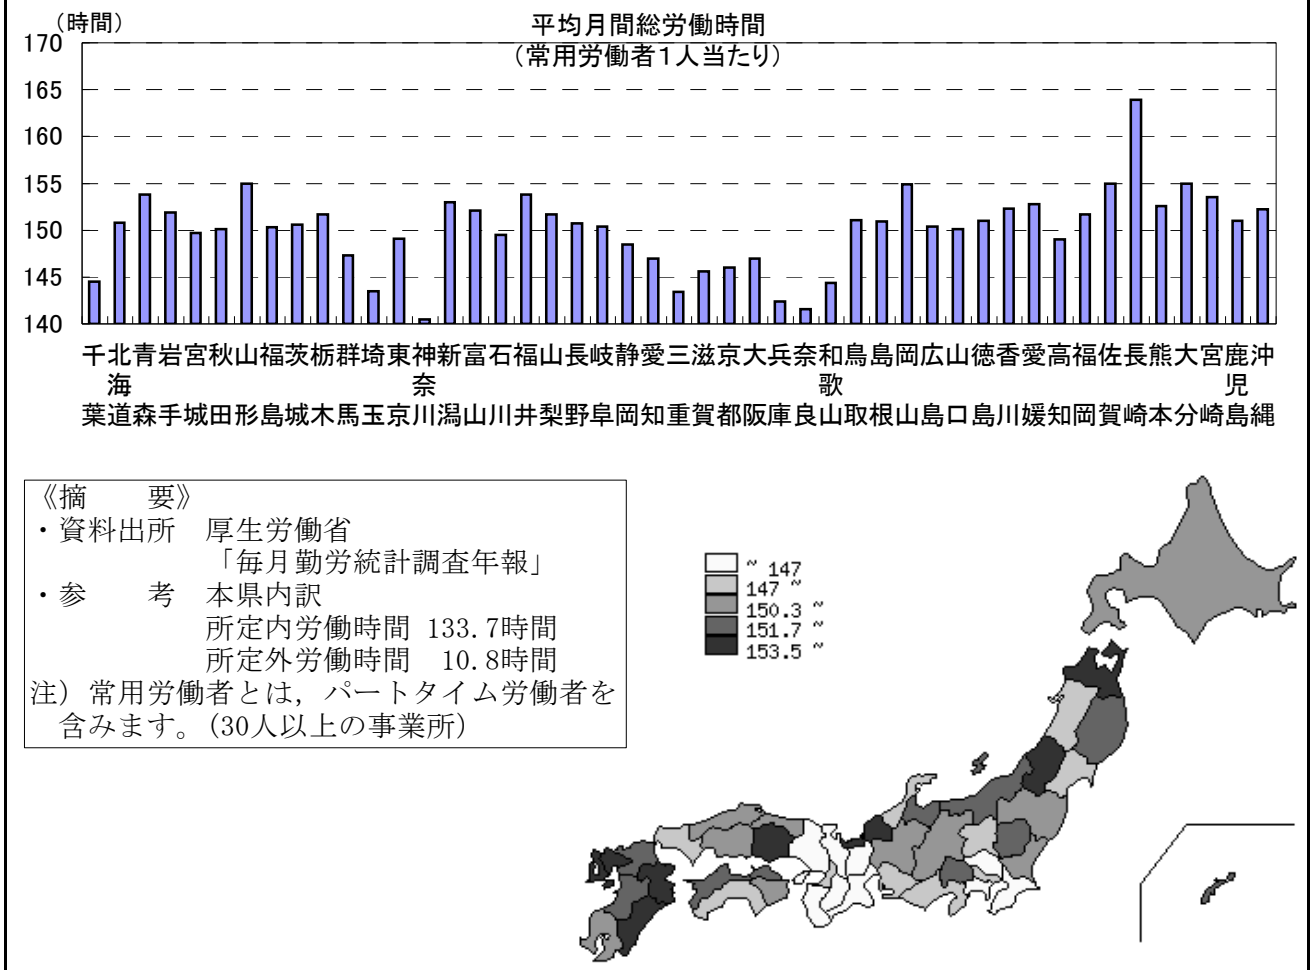 (時間)
平均月間総労働時間
(常用労働者1人当たり)
170
165
160
155
150
145
140
千葉
北海道
青森
岩手
宮城
秋田
山形
福島
茨城
栃木
群馬
埼玉
東京
神奈川
新潟
富山
石川
福井
山梨
長野
岐阜
静岡
愛知
三重
滋賀
京都
大阪
兵庫
奈良
和歌山
鳥取
島根
岡山
広島
山口
徳島
香川
愛媛
高知
福岡
佐賀
長崎
熊本
大分
宮崎
鹿児島
沖縄
《摘　　要》
・資料出所　厚生労働省
「毎月勤労統計調査年報」
・参　　考　本県内訳
所定内労働時間 133.7時間
所定外労働時間　10.8時間
注) 常用労働者とは，パートタイム労働者を
含みます。(30人以上の事業所)
~ 147
147 ~
150.3 ~
151.7 ~
153.5 ~